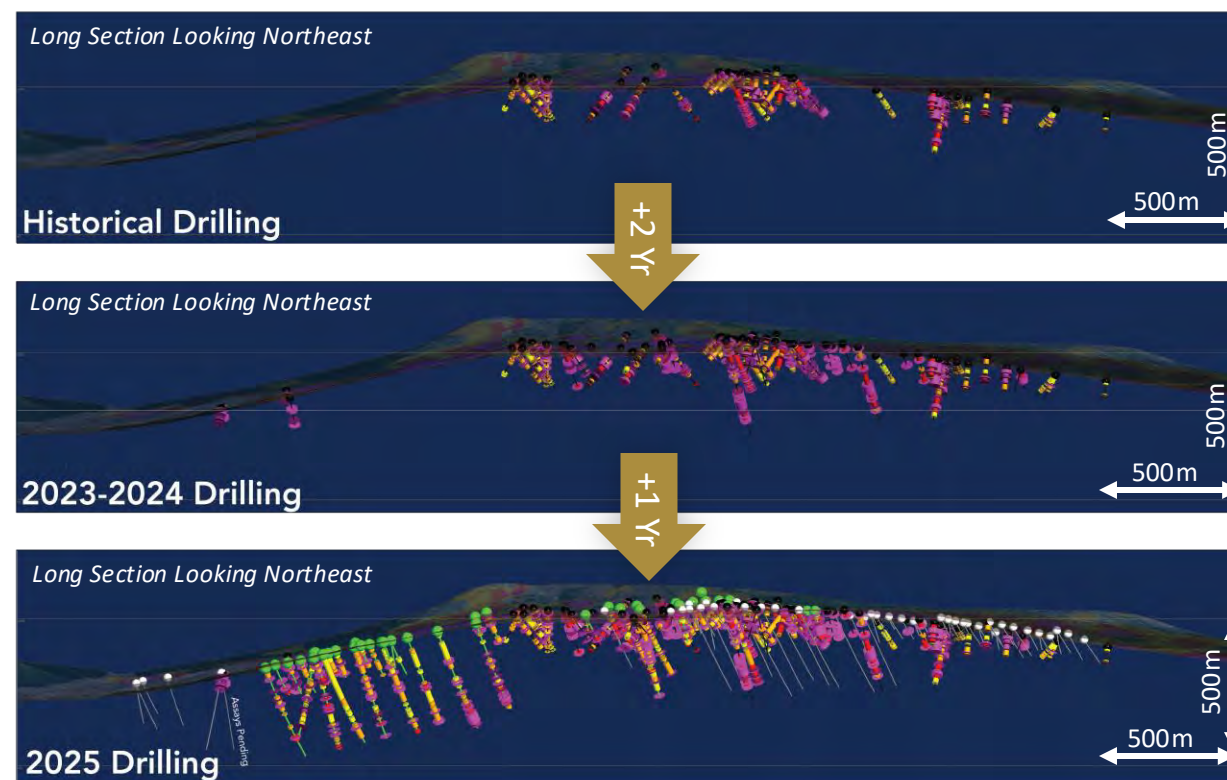 Long Section Looking Northeast
Historical Drilling
500m
500m
+2 Yr
Long Section Looking Northeast
2023-2024 Drilling
500m
500m
+1 Yr
Long Section Looking Northeast
Assays Pending
2025 Drilling
500m
500m